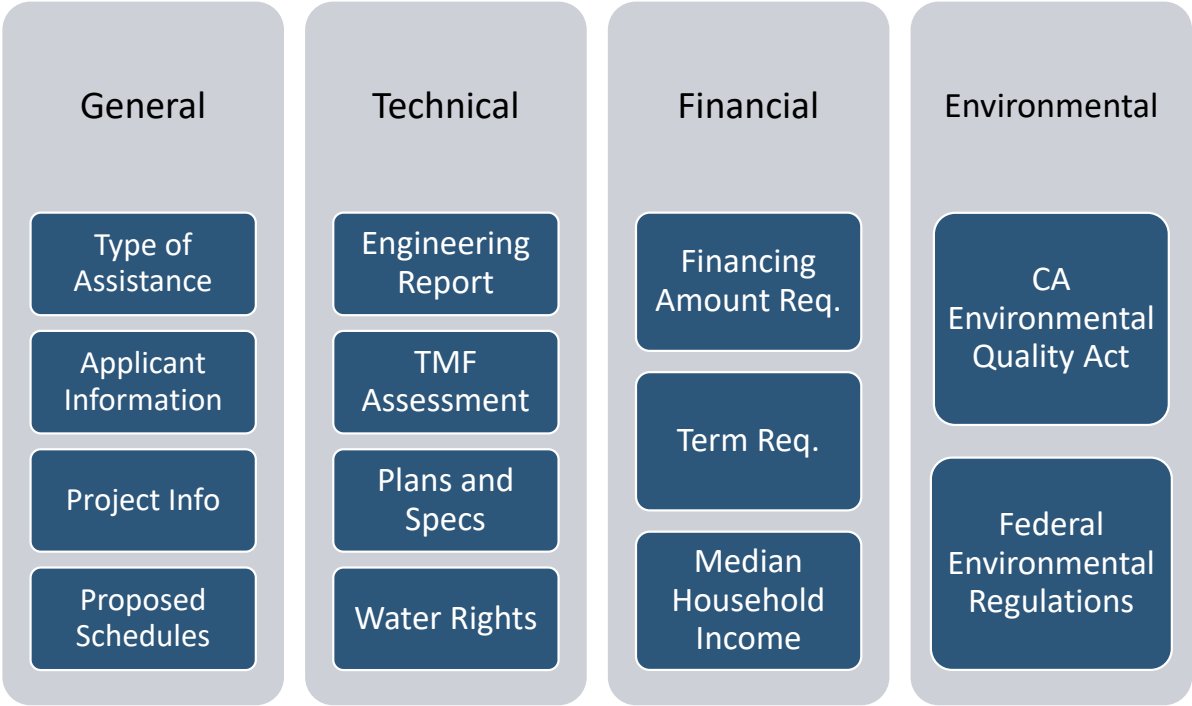 General
Type of
Assistance
Applicant
Information
Project Info
Proposed
Schedules
Technical
Engineering
Report
TMF
Assessment
Plans and
Specs
Water Rights
Financial
Financing
Amount Req.
Term Req.
Median
Household
Income
Environmental
CA
Environmental
Quality Act
Federal
Environmental
Regulations